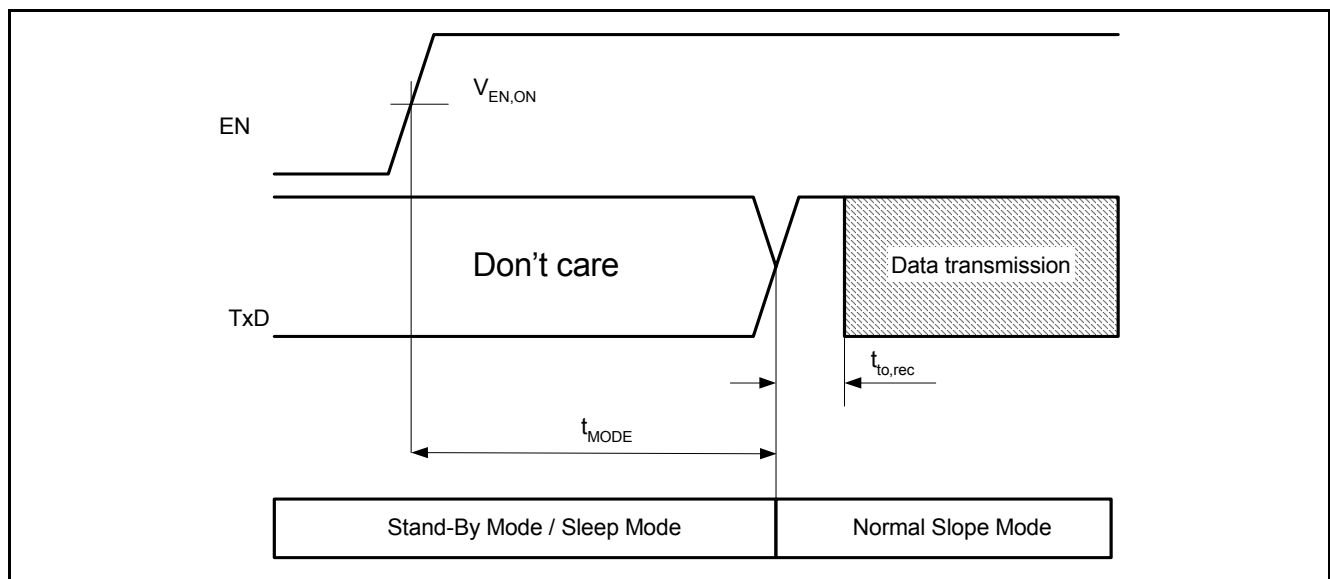 V_EN,ON
EN
Don't care
Data transmission
TxD
t_to,rec
t_MODE
Stand-By Mode / Sleep Mode
Normal Slope Mode